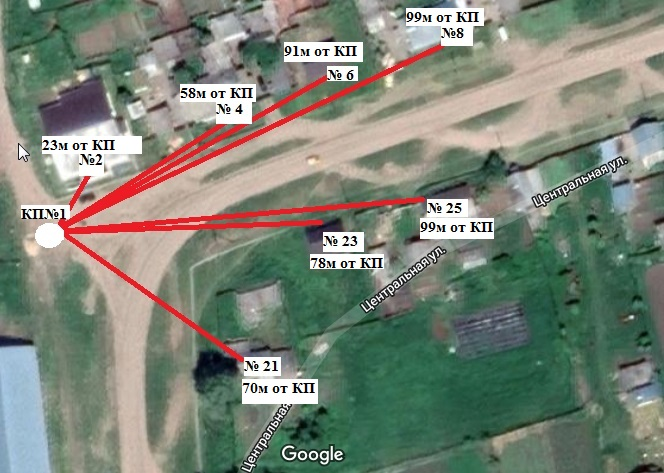 99м от КП
№8
91м от КП
№ 6
58м от КП
№ 4
23м от КП
№2
КП№1
№ 25
99м от КП
№ 23
78м от КП
№ 21
70м от КП
Центральная ул.
Центральная ул.
Центральная
Google